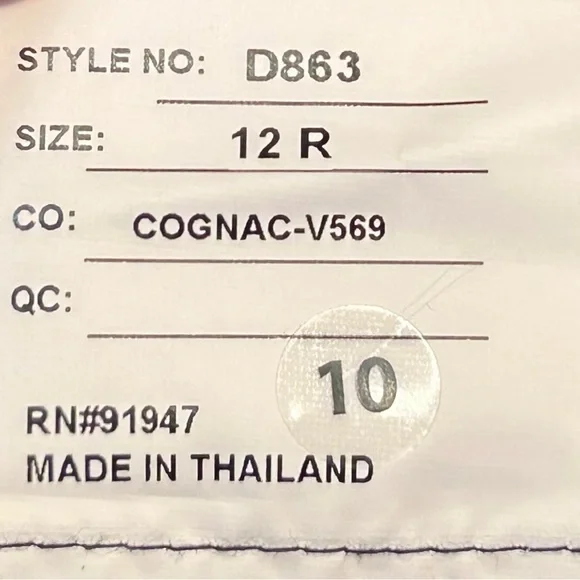 STYLE NO: D863
SIZE: 12 R
CO: COGNAC-V569
QC:
10
RN#91947
MADE IN THAILAND